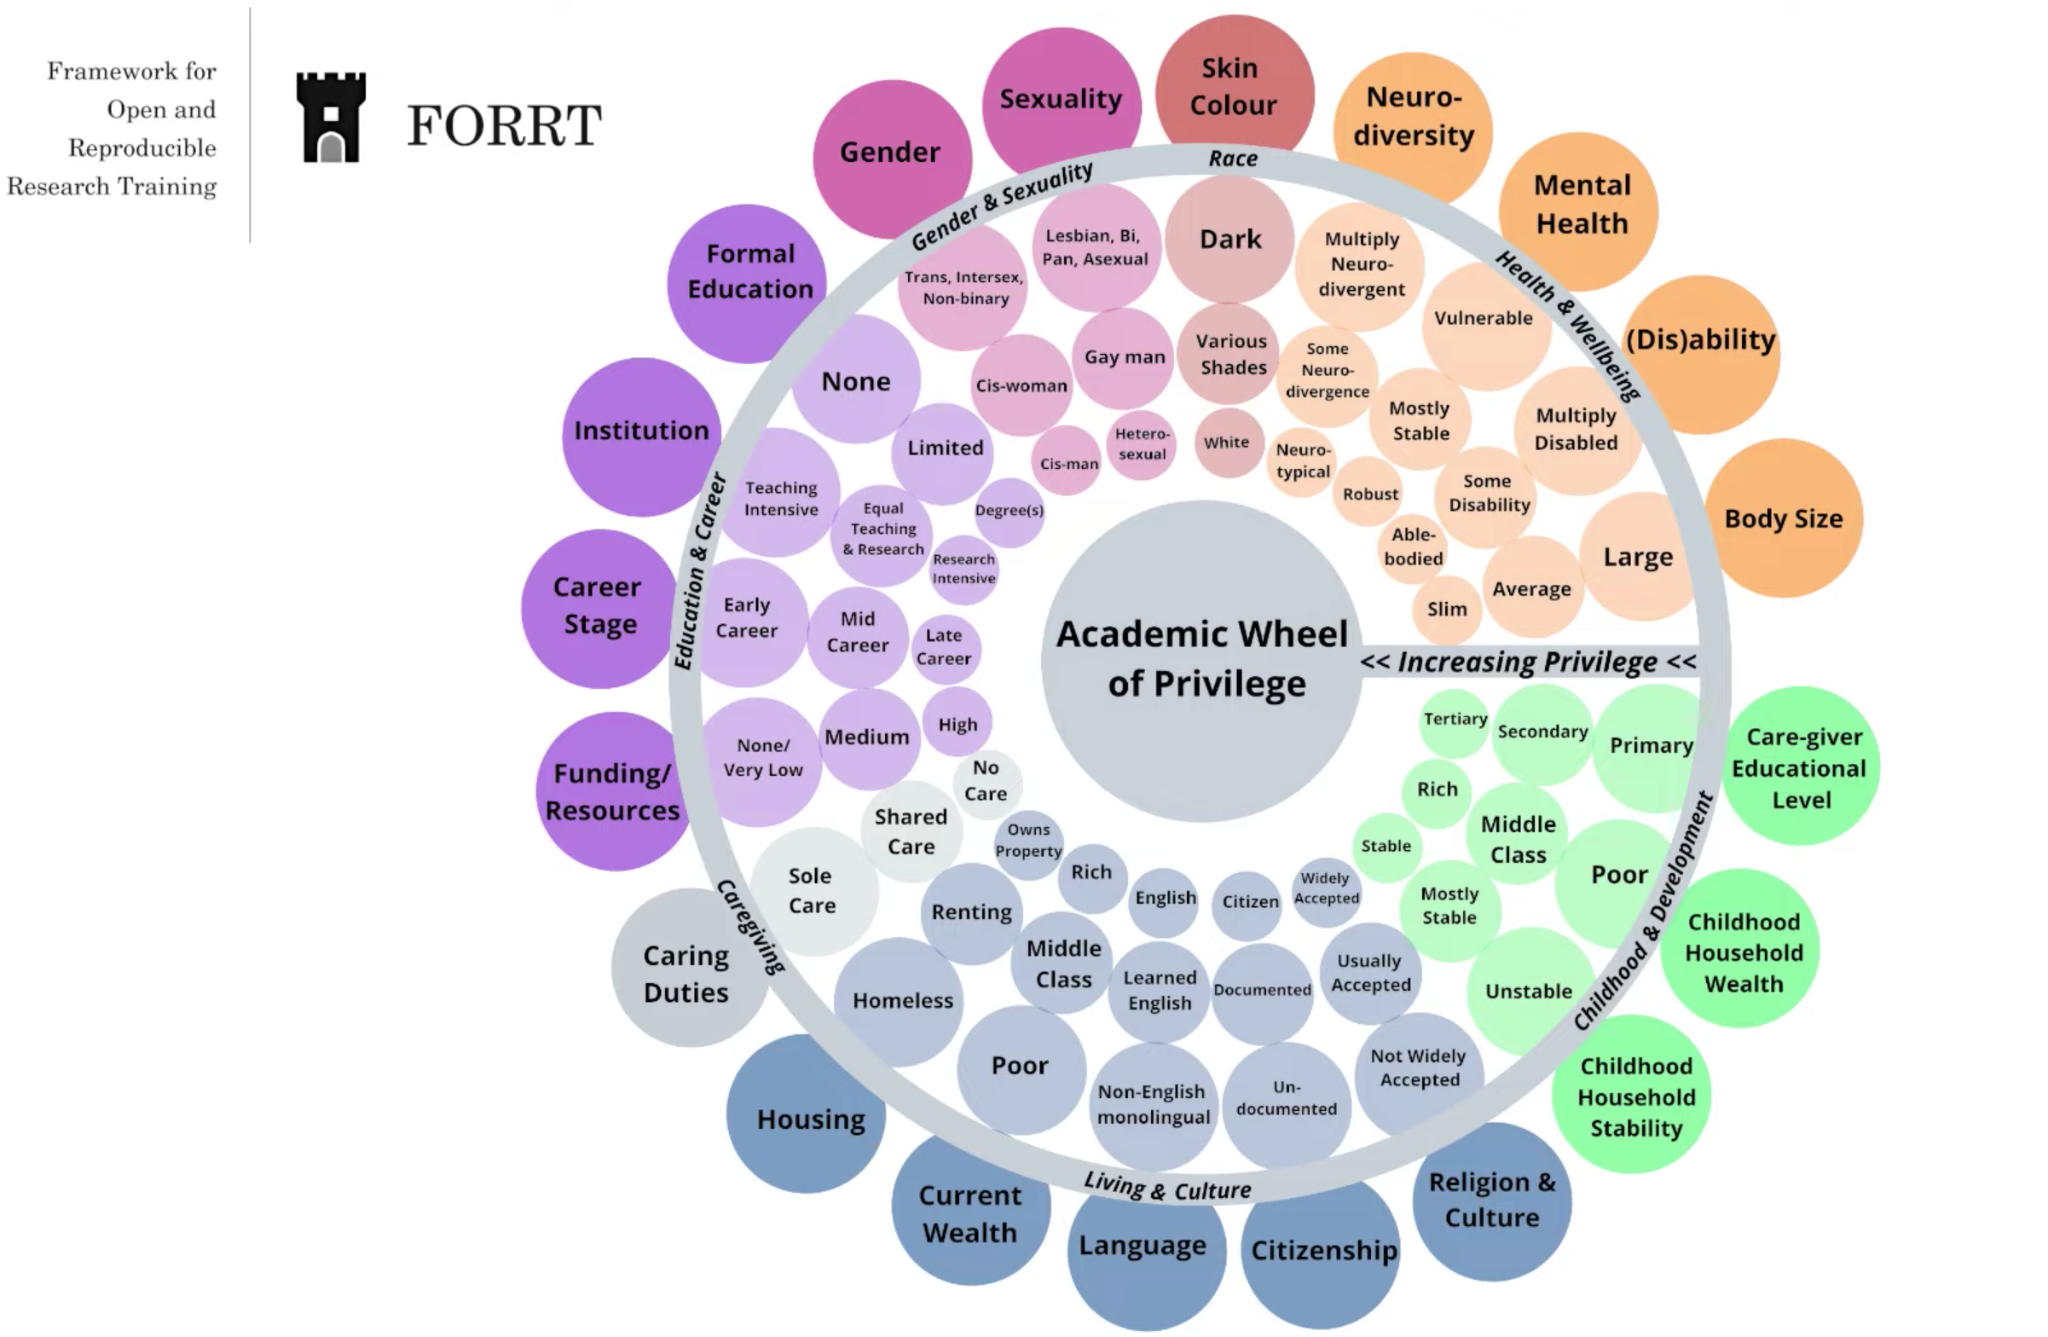 Framework for
Open and
Reproducible
Research Training
FORRT
Skin
Colour
Sexuality
Gender
Formal
Education
Institution
Career
Stage
Funding/
Resources
Caring
Duties
Housing
Current
Wealth
Language
Citizenship
Religion &
Culture
Childhood
Household
Stability
Childhood
Household
Wealth
Care-giver
Educational
Level
Body Size
(Dis)ability
Mental
Health
Neuro-
diversity
Race
Gender & Sexuality
Education & Career
Caregiving
Living & Culture
Childhood & Development
Health & Wellbeing
Dark
Various
Shades
White
Lesbian, Bi,
Pan, Asexual
Gay man
Hetero-
sexual
Trans, Intersex,
Non-binary
Cis-woman
Cis-man
None
Limited
Degree(s)
Teaching
Intensive
Equal
Teaching
& Research
Research
Intensive
Early
Career
Mid
Career
Late
Career
None/
Very Low
Medium
High
Sole
Care
Shared
Care
No
Care
Homeless
Renting
Owns
Property
Poor
Middle
Class
Rich
Non-English
monolingual
Learned
English
English
Un-
documented
Documented
Citizen
Not Widely
Accepted
Usually
Accepted
Widely
Accepted
Unstable
Mostly
Stable
Stable
Poor
Middle
Class
Rich
Primary
Secondary
Tertiary
Large
Average
Slim
Multiply
Disabled
Some
Disability
Able-
bodied
Vulnerable
Mostly
Stable
Robust
Multiply
Neuro-
divergent
Some
Neuro-
divergence
Neuro-
typical
Academic Wheel
of Privilege
<< Increasing Privilege <<